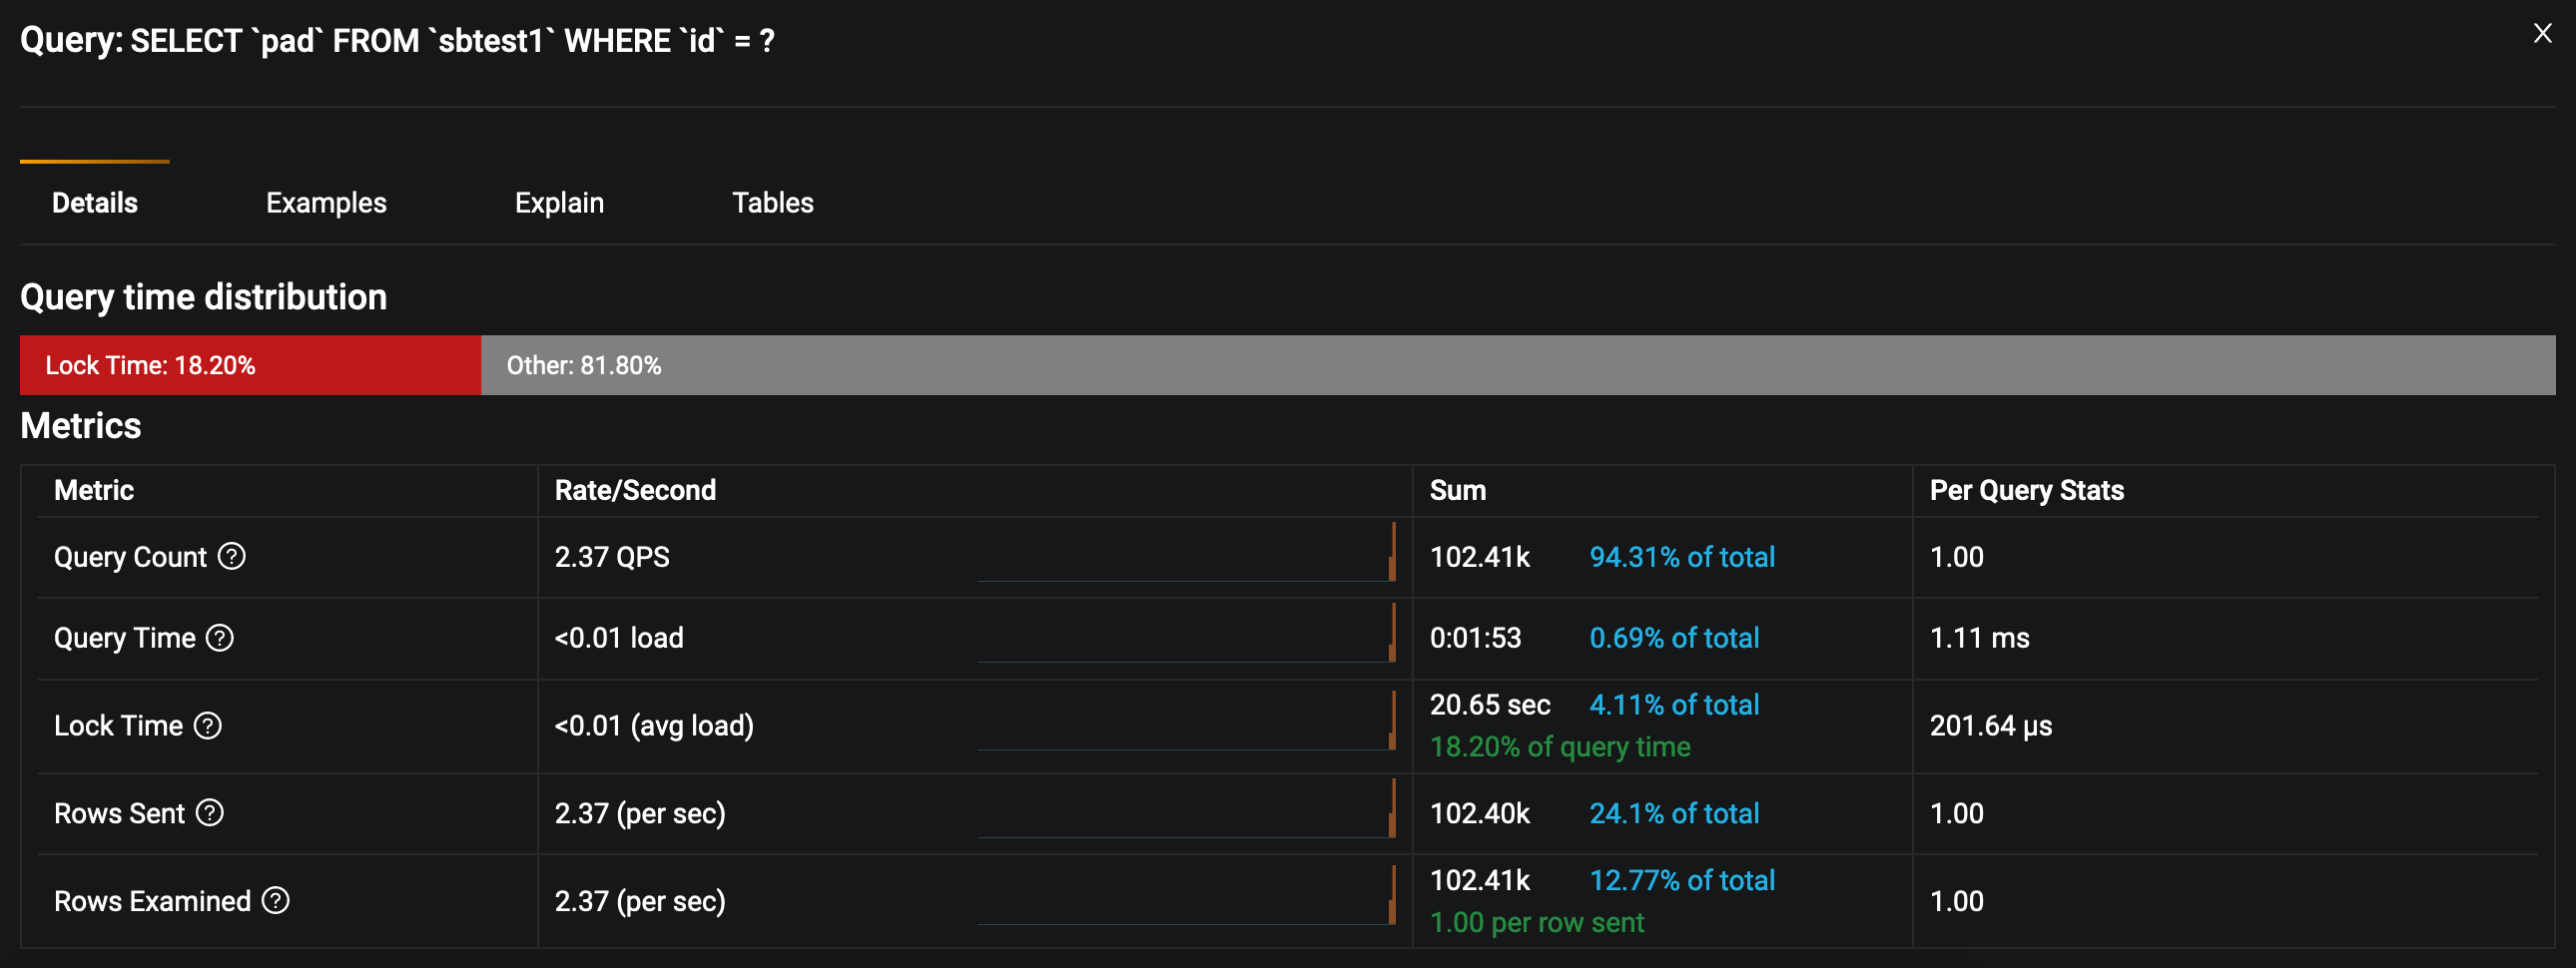 Query: SELECT `pad` FROM `sbtest1` WHERE `id` = ?
X
Details Examples Explain Tables
Query time distribution
Lock Time: 18.20% Other: 81.80%
Metrics
Metric Rate/Second Sum Per Query Stats
Query Count ? 2.37 QPS 102.41k 94.31% of total 1.00
Query Time ? <0.01 load 0:01:53 0.69% of total 1.11 ms
Lock Time ? <0.01 (avg load) 20.65 sec 4.11% of total 201.64 µs
18.20% of query time
Rows Sent ? 2.37 (per sec) 102.40k 24.1% of total 1.00
Rows Examined ? 2.37 (per sec) 102.41k 12.77% of total 1.00
1.00 per row sent